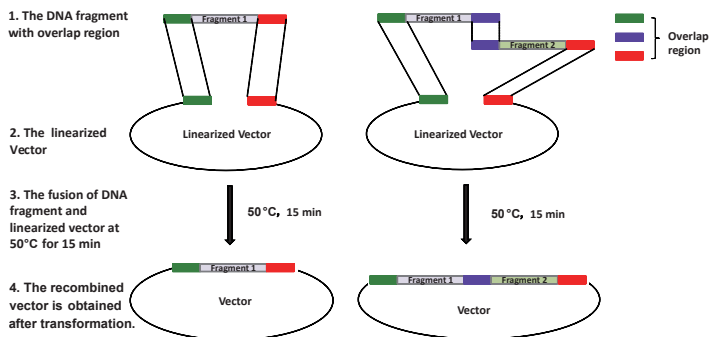 1. The DNA fragment
with overlap region
Fragment 1
Fragment 1
Fragment 2
Overlap
region
2. The linearized
Vector
Linearized Vector
Linearized Vector
3. The fusion of DNA
fragment and
linearized vector at
50°C for 15 min
50°C, 15 min
50°C, 15 min
4. The recombined
vector is obtained
after transformation.
Fragment 1
Vector
Fragment 1
Fragment 2
Vector